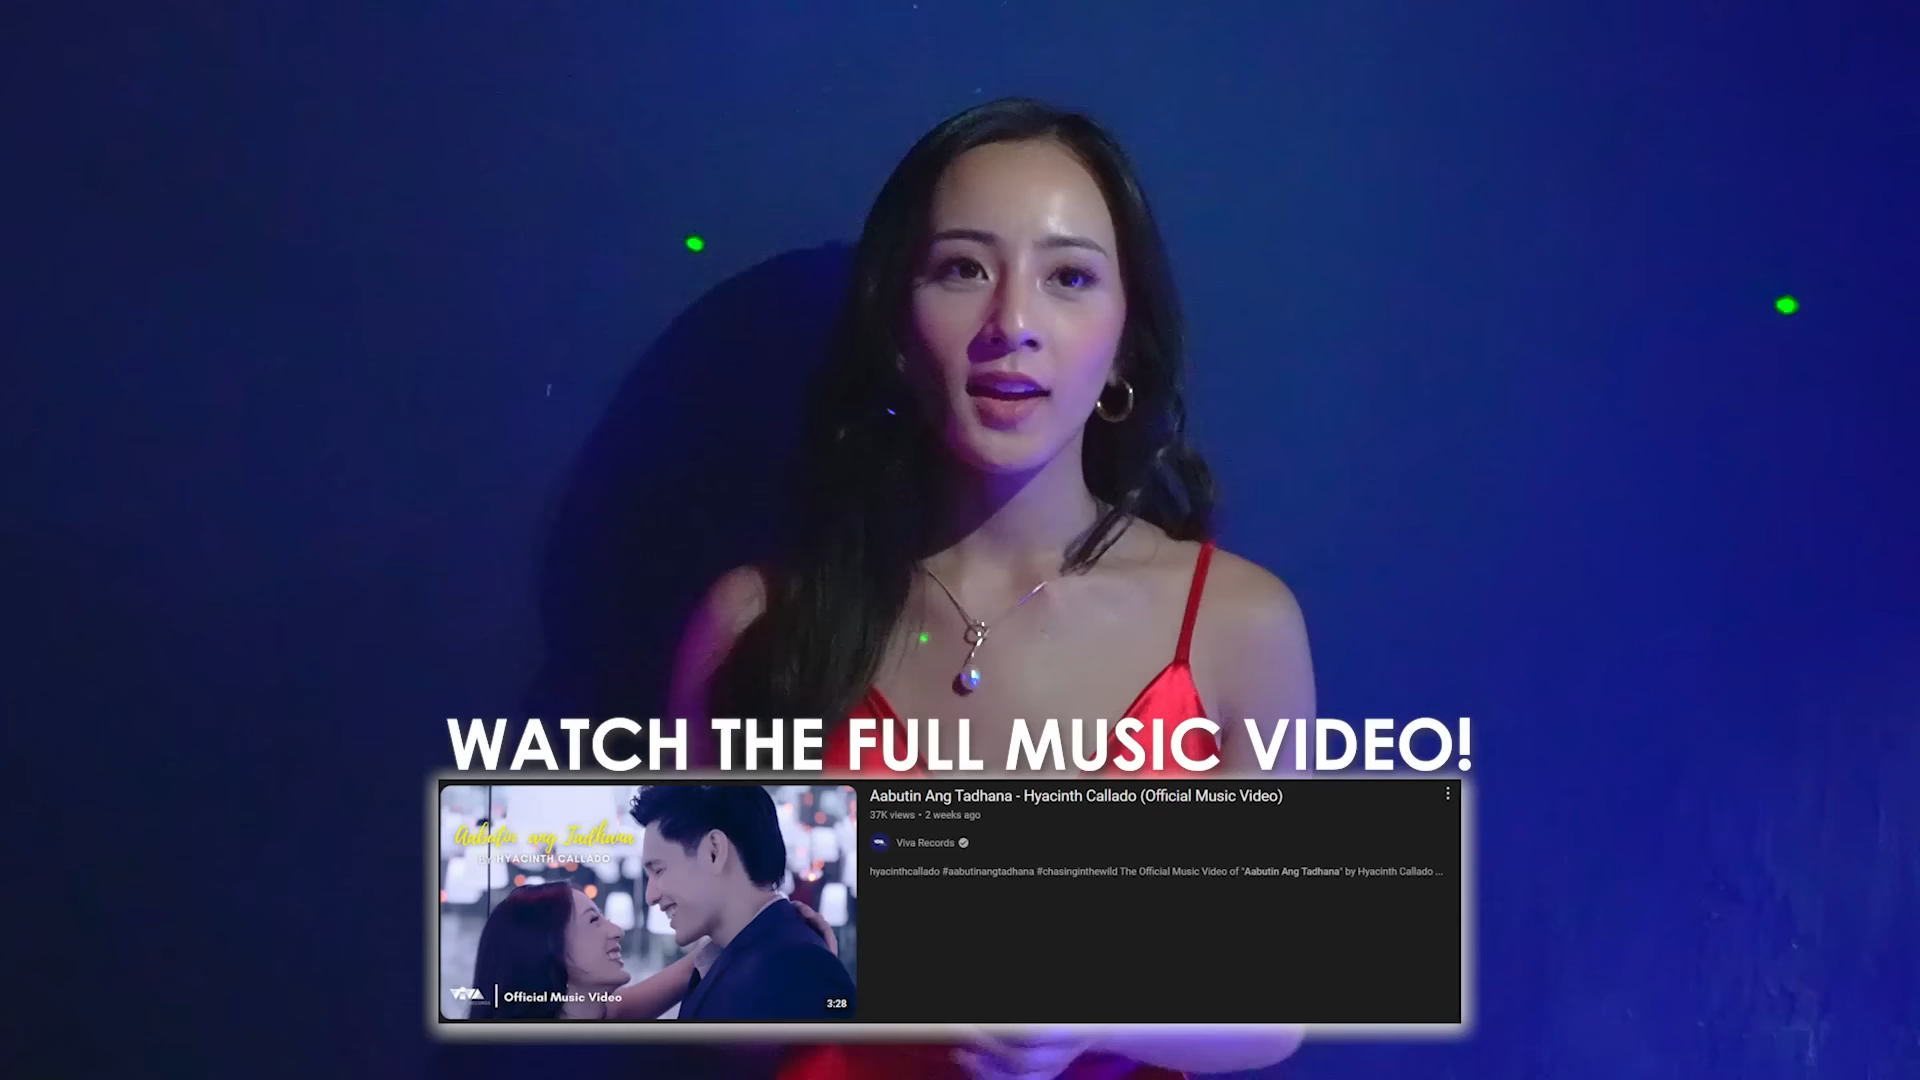 WATCH THE FULL MUSIC VIDEO!
Aabutin ang Tadhana
BY HYACINTH CALLADO
VIVA
RECORDS
Official Music Video
3:28
Aabutin Ang Tadhana - Hyacinth Callado (Official Music Video)
37K views • 2 weeks ago
Viva Records
hyacinthcallado #aabutinangtadhana #chasinginthewild The Official Music Video of "Aabutin Ang Tadhana" by Hyacinth Callado ...